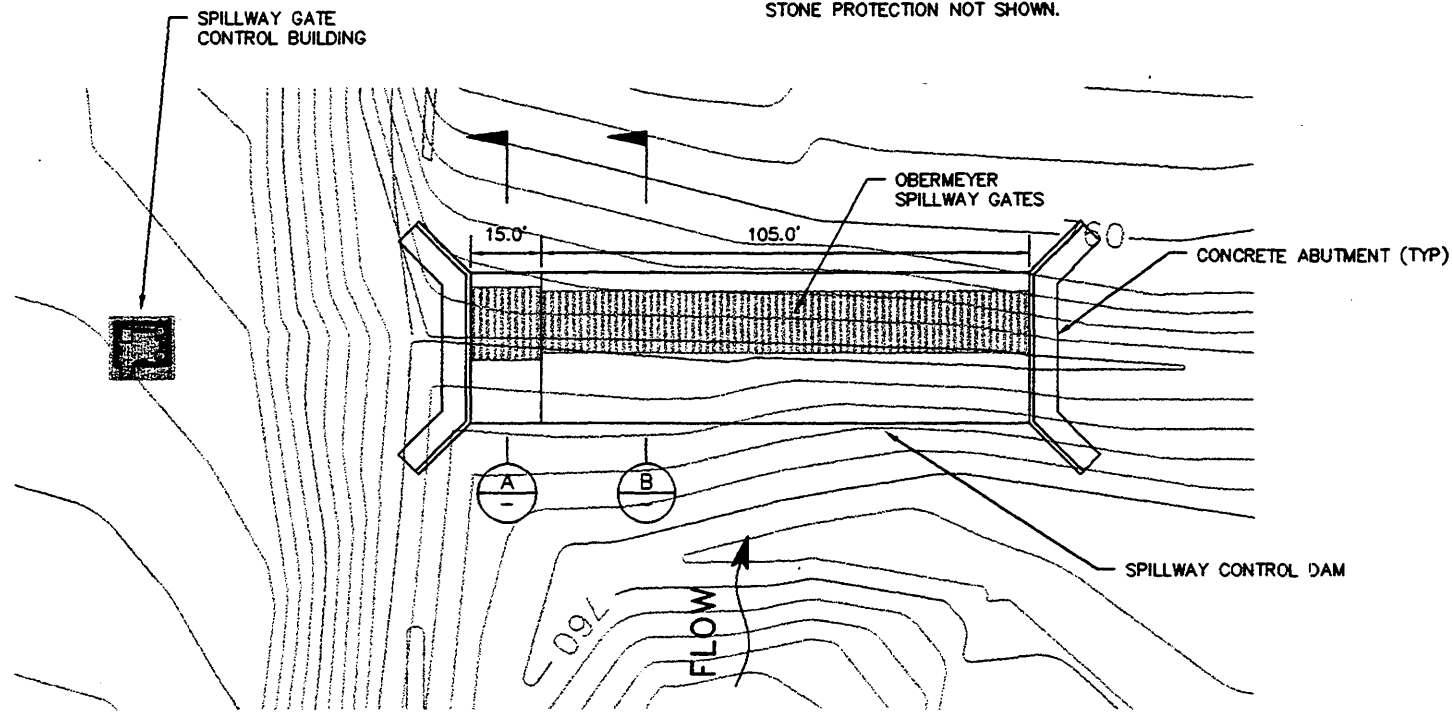 STONE PROTECTION NOT SHOWN.
SPILLWAY GATE
CONTROL BUILDING
OBERMEYER
SPILLWAY GATES
15.0'
105.0'
60
CONCRETE ABUTMENT (TYP)
A
-
B
-
SPILLWAY CONTROL DAM
FLOW
760